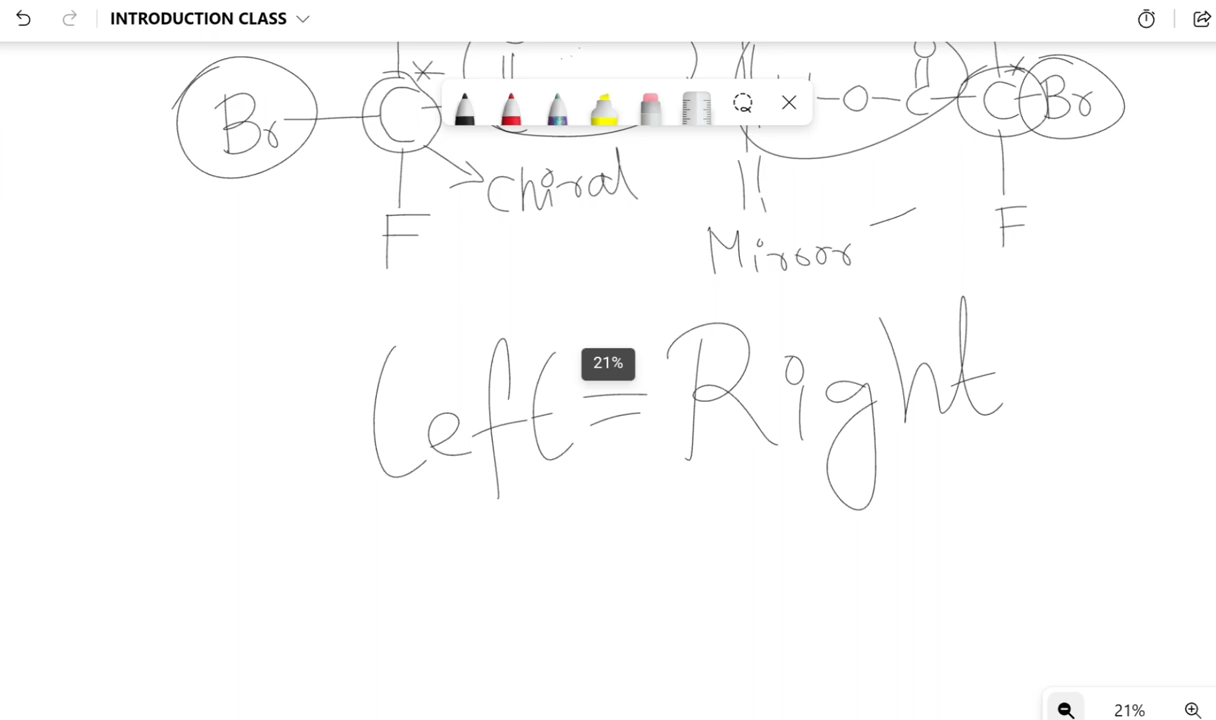 INTRODUCTION CLASS
Br C * O C * C Br
Chiral
F Mirror F
Left = Right
21%
21%